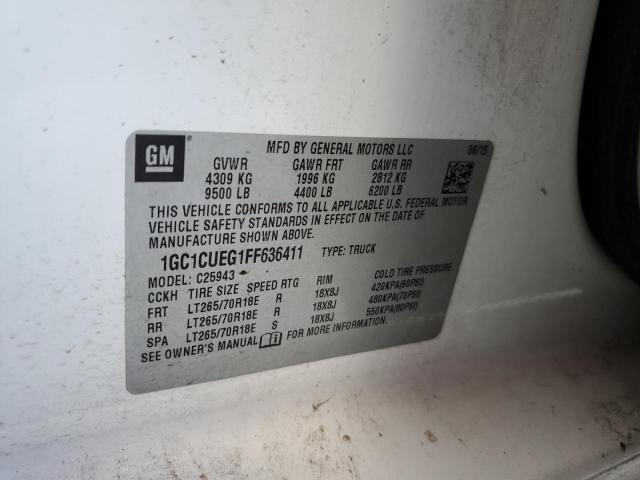 GM
MFD BY GENERAL MOTORS LLC 06/15
GVWR GAWR FRT GAWR RR
4309 KG 1996 KG 2812 KG
9500 LB 4400 LB 6200 LB
THIS VEHICLE CONFORMS TO ALL APPLICABLE U.S. FEDERAL MOTOR
VEHICLE SAFETY STANDARDS IN EFFECT ON THE DATE OF
MANUFACTURE SHOWN ABOVE.
1GC1CUEG1FF636411 TYPE: TRUCK
MODEL: C25943
CCKH TIRE SIZE SPEED RTG RIM COLD TIRE PRESSURE
FRT LT265/70R18E R 18X8J 420KPA(60PSI)
RR LT265/70R18E R 18X8J 480KPA(70PSI)
SPA LT265/70R18E S 18X8J 550KPA(80PSI)
SEE OWNER'S MANUAL FOR MORE INFORMATION.